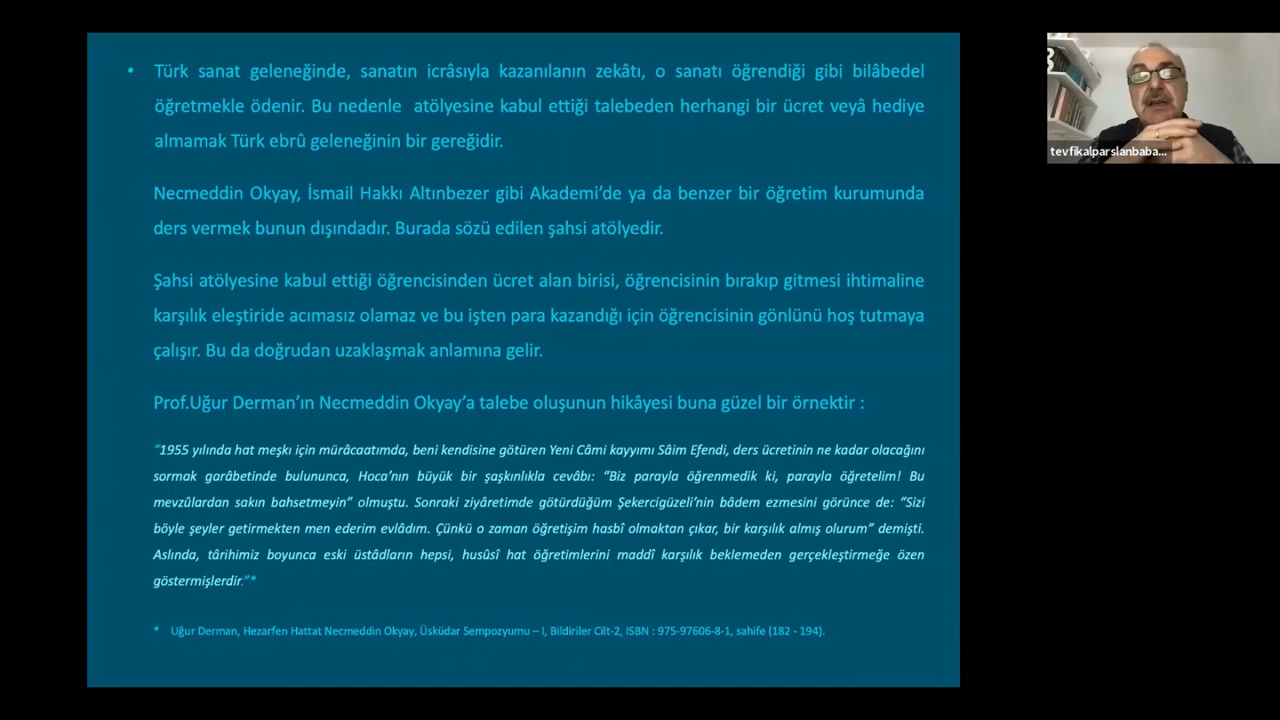 • Türk sanat geleneğinde, sanatın icrâsıyla kazanılanın zekâtı, o sanatı öğrendiği gibi bilâbedel
öğretmekle ödenir. Bu nedenle atölyesine kabul ettiği talebeden herhangi bir ücret veyâ hediye
almamak Türk ebrû geleneğinin bir gereğidir.
Necmeddin Okyay, İsmail Hakkı Altınbezer gibi Akademi’de ya da benzer bir öğretim kurumunda
ders vermek bunun dışındadır. Burada sözü edilen şahsi atölyedir.
Şahsi atölyesine kabul ettiği öğrencisinden ücret alan birisi, öğrencisinin bırakıp gitmesi ihtimaline
karşılık eleştiride acımasız olamaz ve bu işten para kazandığı için öğrencisinin gönlünü hoş tutmaya
çalışır. Bu da doğrudan uzaklaşmak anlamına gelir.
Prof.Uğur Derman’ın Necmeddin Okyay’a talebe oluşunun hikâyesi buna güzel bir örnektir :
“1955 yılında hat meşkı için mürâcaatımda, beni kendisine götüren Yeni Câmi kayyımı Sâim Efendi, ders ücretinin ne kadar olacağını
sormak garâbetinde bulununca, Hoca’nın büyük bir şaşkınlıkla cevâbı: “Biz parayla öğrenmedik ki, parayla öğretelim! Bu
mevzûlardan sakın bahsetmeyin” olmuştu. Sonraki ziyâretimde götürdüğüm Şekercigüzeli’nin bâdem ezmesini görünce de: “Sizi
böyle şeyler getirmekten men ederim evlâdım. Çünkü o zaman öğretişim hasbî olmaktan çıkar, bir karşılık almış olurum” demişti.
Aslında, târihimiz boyunca eski üstâdların hepsi, husûsî hat öğretimlerini maddî karşılık beklemeden gerçekleştirmeğe özen
göstermişlerdir.”*
* Uğur Derman, Hezarfen Hattat Necmeddin Okyay, Üsküdar Sempozyumu – I, Bildiriler Cilt-2, ISBN : 975-97606-8-1, sahife (182 - 194).
tevfikalparslanbaba...